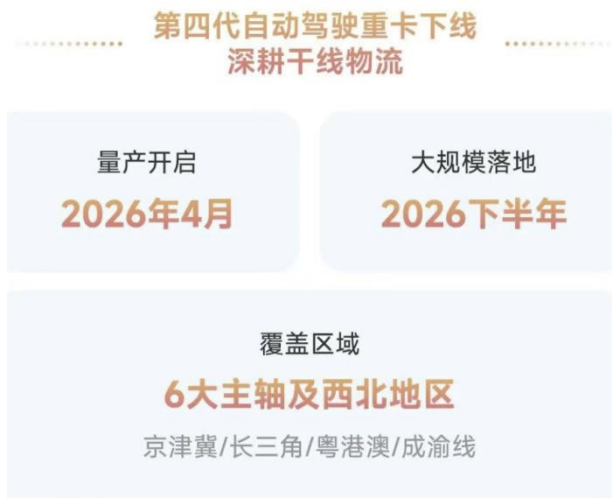 第四代自动驾驶重卡下线
深耕干线物流
量产开启
2026年4月
大规模落地
2026下半年
覆盖区域
6大主轴及西北地区
京津冀/长三角/粤港澳/成渝线